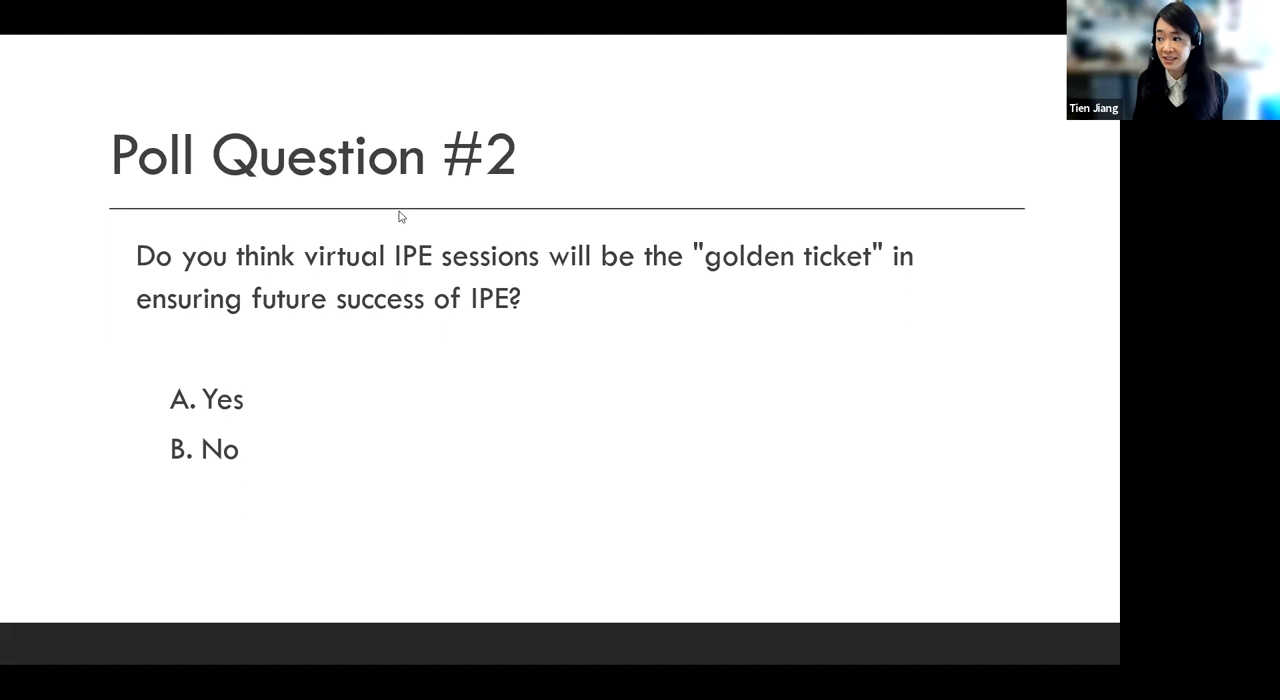 Poll Question #2
Do you think virtual IPE sessions will be the "golden ticket" in
ensuring future success of IPE?
A. Yes
B. No
Tien Jiang